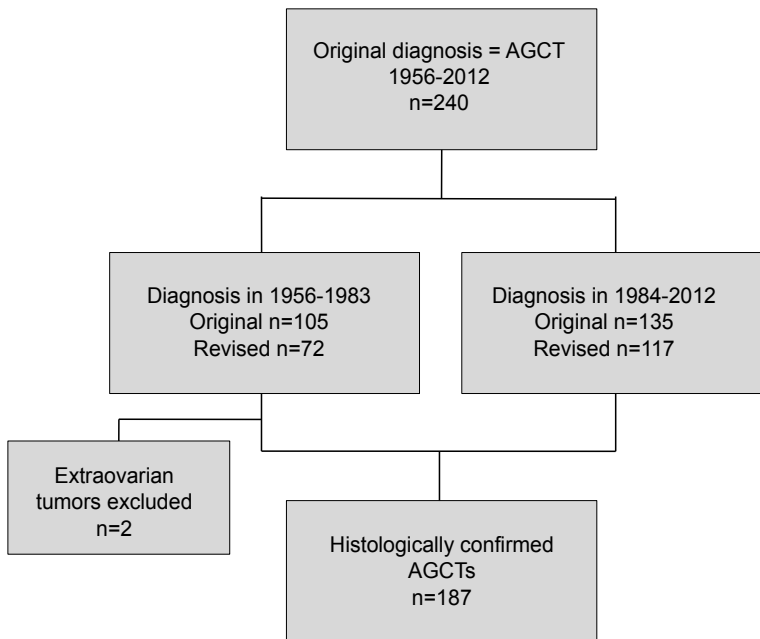 Original diagnosis = AGCT
1956-2012
n=240
Diagnosis in 1956-1983
Original n=105
Revised n=72
Diagnosis in 1984-2012
Original n=135
Revised n=117
Extraovarian
tumors excluded
n=2
Histologically confirmed
AGCTs
n=187